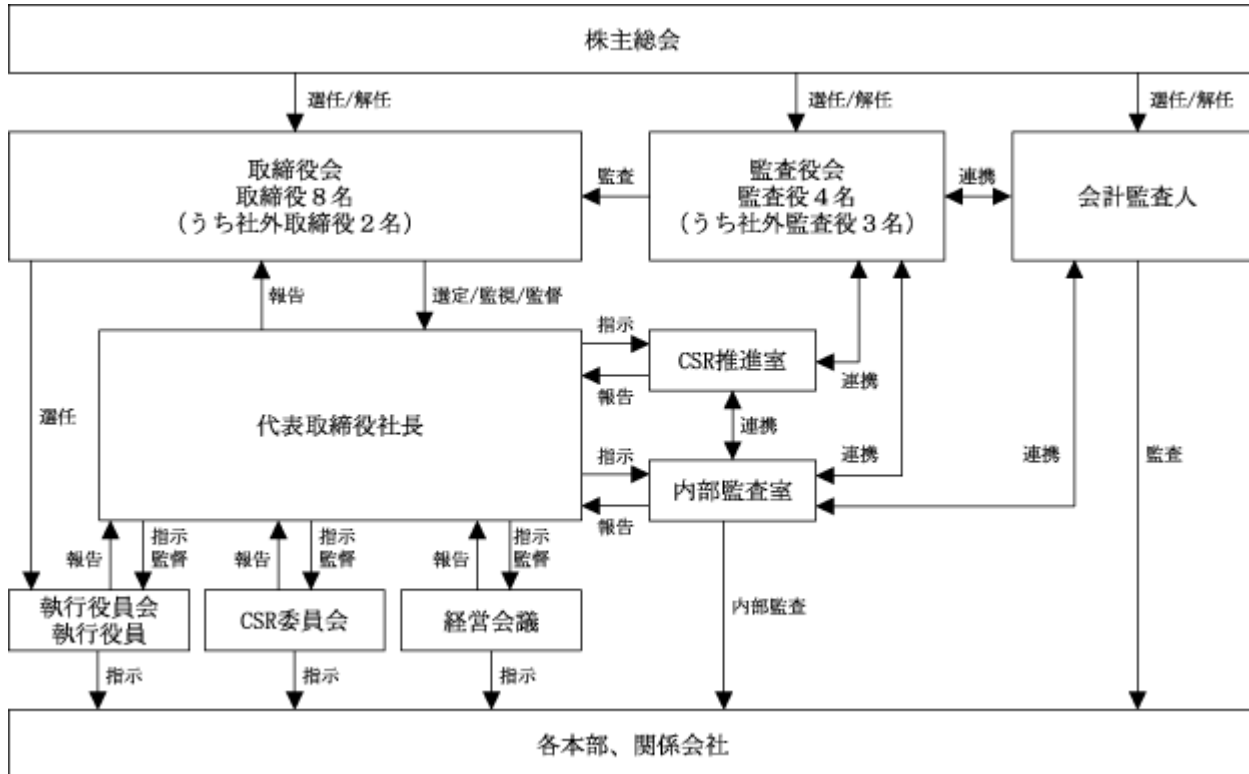 株主総会
選任/解任
選任/解任
選任/解任
取締役会
取締役8名
(うち社外取締役2名)
監査
監査役会
監査役4名
(うち社外監査役3名)
連携
会計監査人
報告
選定/監視/監督
選任
代表取締役社長
指示
報告
CSR推進室
連携
連携
指示
報告
内部監査室
連携
連携
監査
報告
指示
監督
報告
指示
監督
報告
指示
監督
執行役員会
執行役員
CSR委員会
経営会議
内部監査
指示
指示
指示
各本部、関係会社